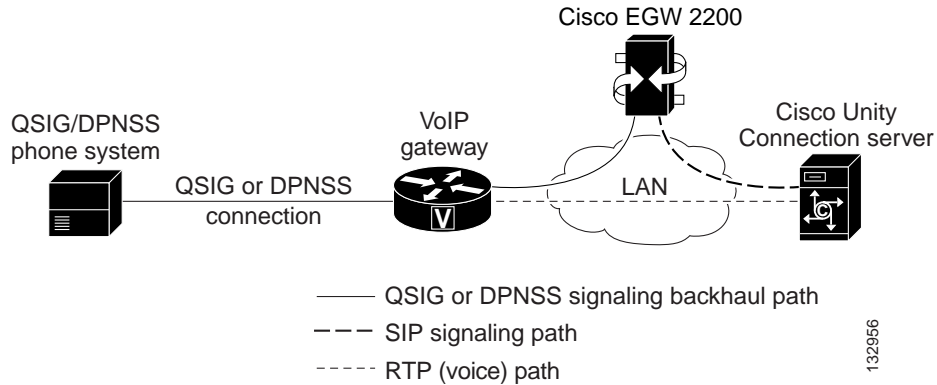 Cisco EGW 2200
QSIG/DPNSS
phone system
VoIP
gateway
Cisco Unity
Connection server
QSIG or DPNSS
connection
LAN
V
C
QSIG or DPNSS signaling backhaul path
SIP signaling path
RTP (voice) path
132956